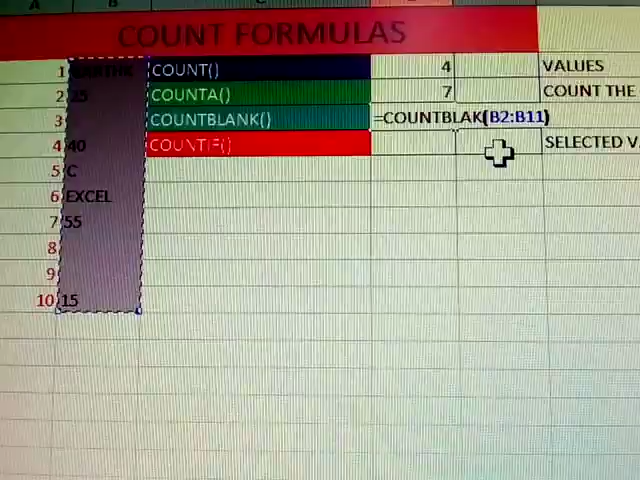 A B
COUNT FORMULAS
1 COUNT() 4 VALUES
2 25 COUNTA() 7 COUNT THE
3 COUNTBLANK() =COUNTBLAK(B2:B11)
4 40 COUNTIF() SELECTED
5 C
6 EXCEL
7 55
8
9
10 15